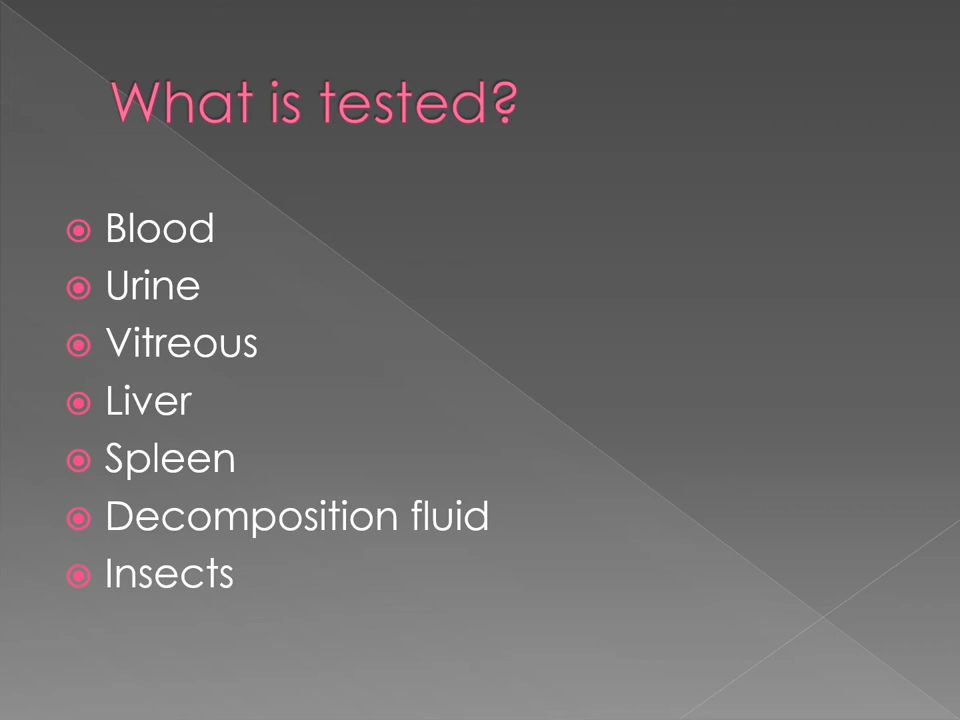 What is tested?
Blood
Urine
Vitreous
Liver
Spleen
Decomposition fluid
Insects